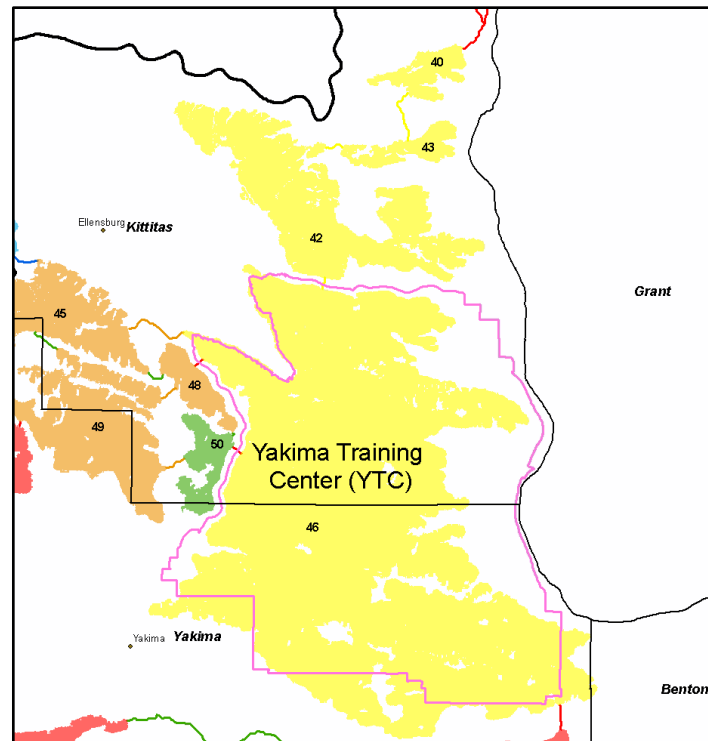 40
43
Ellensburg
Kittitas
42
Grant
45
48
49
50
Yakima Training
Center (YTC)
46
Yakima
Yakima
Benton